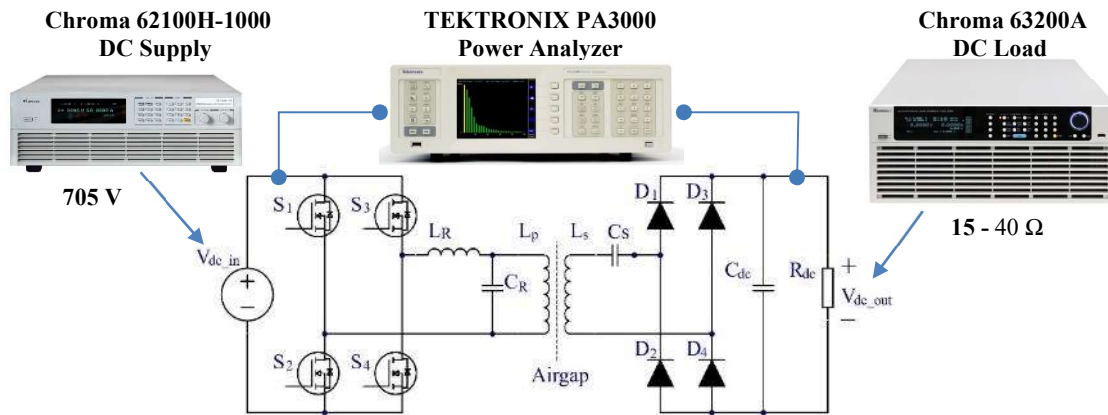 Chroma 62100H-1000
DC Supply
TEKTRONIX PA3000
Power Analyzer
Chroma 63200A
DC Load
Tektronix
705 V
15 - 40 Ω
S1
S3
LR
Lp
Ls
CS
D1
D3
Vdc_in
+
−
CR
Cdc
Rdc
+
Vdc_out
−
S2
S4
Airgap
D2
D4